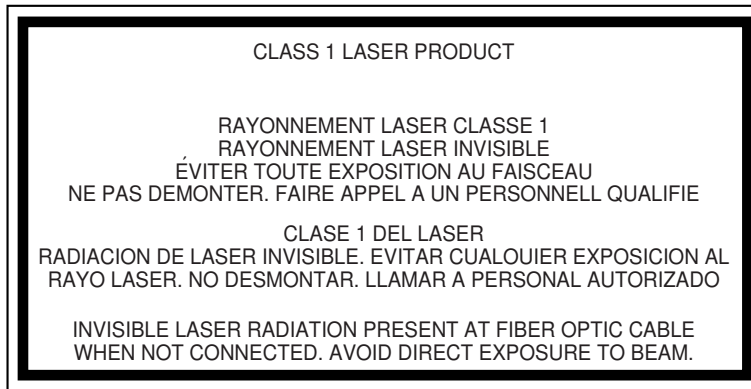 CLASS 1 LASER PRODUCT
RAYONNEMENT LASER CLASSE 1
RAYONNEMENT LASER INVISIBLE
ÉVITER TOUTE EXPOSITION AU FAISCEAU
NE PAS DEMONTER. FAIRE APPEL A UN PERSONNELL QUALIFIE
CLASE 1 DEL LASER
RADIACION DE LASER INVISIBLE. EVITAR CUALOUIER EXPOSICION AL
RAYO LASER. NO DESMONTAR. LLAMAR A PERSONAL AUTORIZADO
INVISIBLE LASER RADIATION PRESENT AT FIBER OPTIC CABLE
WHEN NOT CONNECTED. AVOID DIRECT EXPOSURE TO BEAM.